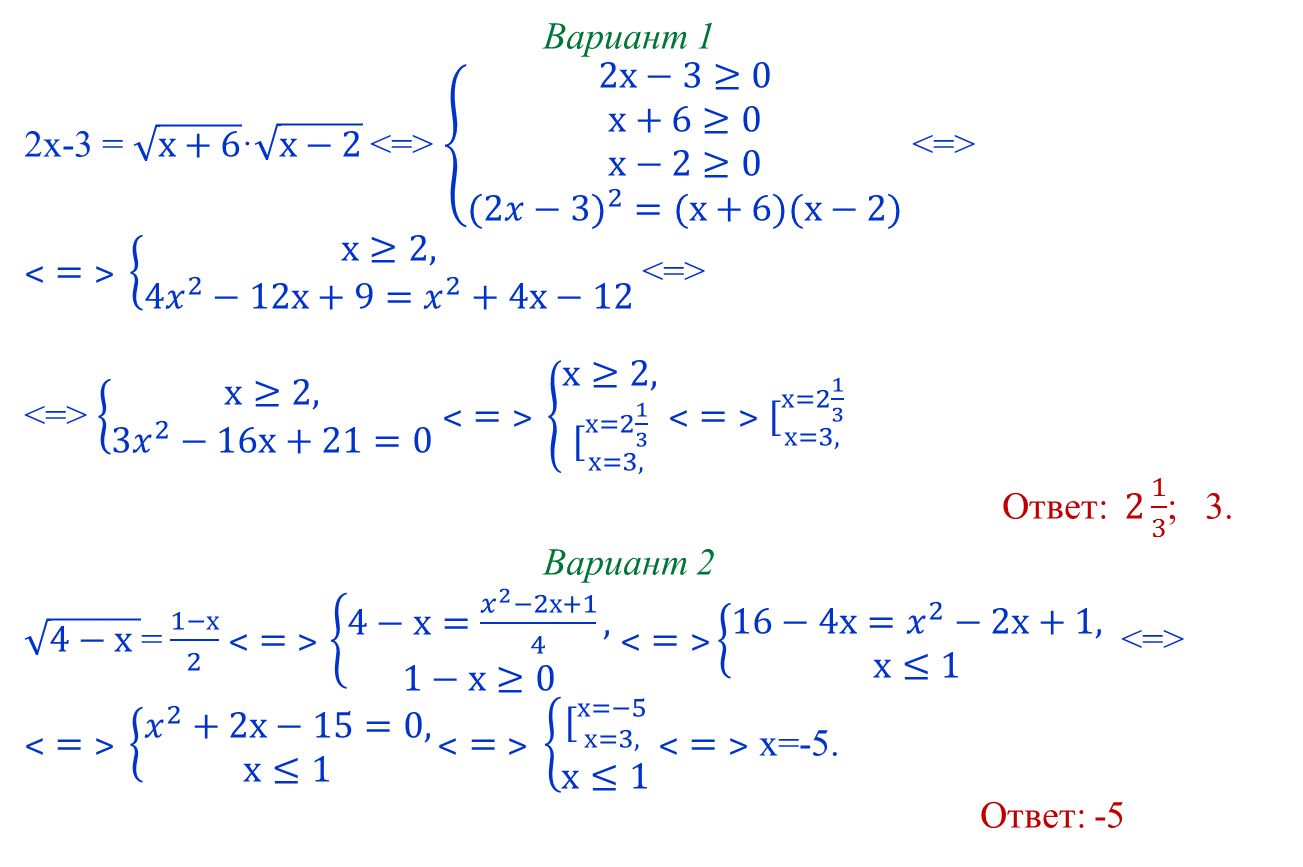 Вариант 1
2x-3 = √(x + 6)·√(x − 2) <=> { 2x − 3 ≥ 0
x + 6 ≥ 0
x − 2 ≥ 0
(2x − 3)² = (x + 6)(x − 2) <=>
< = > { x ≥ 2,
4x² − 12x + 9 = x² + 4x − 12 <=>
<=> { x ≥ 2, 3x² − 16x + 21 = 0 < = > { x ≥ 2, [ x=2 1/3 x=3, < = > [ x=2 1/3 x=3,
Ответ: 2 1/3; 3.
Вариант 2
√(4 − x) = (1−x)/2 < = > { 4 − x = (x²−2x+1)/4, 1 − x ≥ 0 < = > { 16 − 4x = x² − 2x + 1, x ≤ 1 <=>
< = > { x² + 2x − 15 = 0, x ≤ 1 < = > { [ x=−5 x=3, x ≤ 1 < = > x=-5.
Ответ: -5